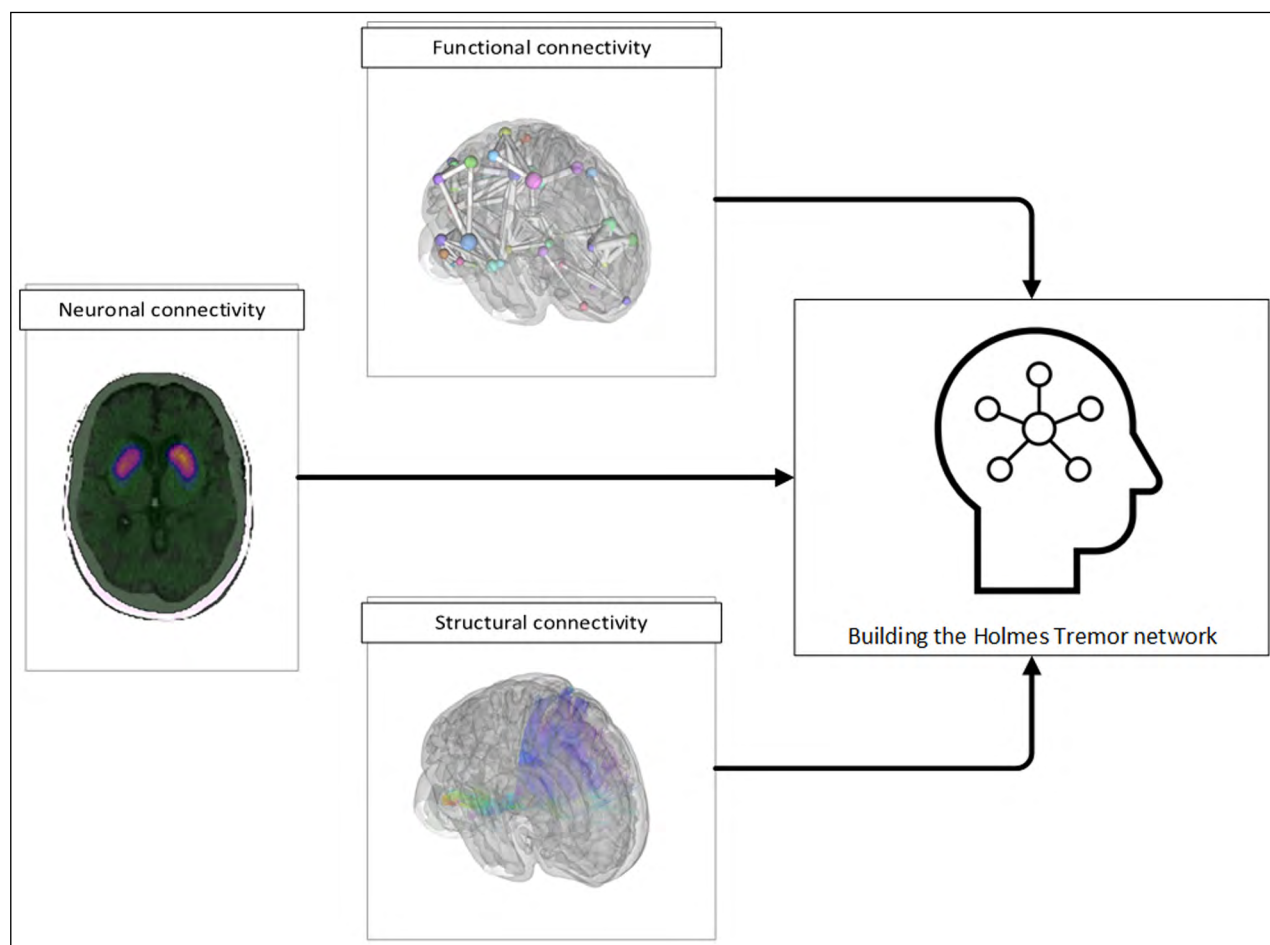 Functional connectivity
Neuronal connectivity
Structural connectivity
Building the Holmes Tremor network